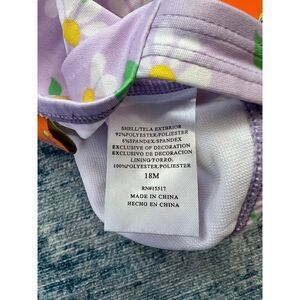 SHELL/TELA EXTERIOR
92%POLYESTER/POLIESTER
8%SPANDEX/SPANDEX
EXCLUSIVE OF DECORATION
EXCLUSIVO DE DECORACION
LINING/FORRO:
100%POLYESTER/POLIESTER
18M
RN#15517
MADE IN CHINA
HECHO EN CHINA